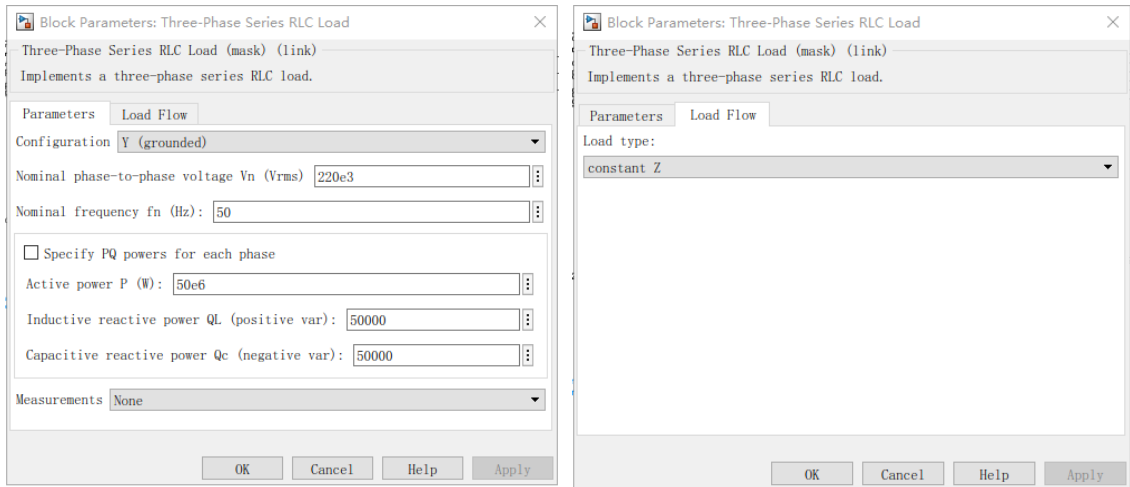 Block Parameters: Three-Phase Series RLC Load
Three-Phase Series RLC Load (mask) (link)
Implements a three-phase series RLC load.
Parameters Load Flow
Configuration Y (grounded)
Nominal phase-to-phase voltage Vn (Vrms) 220e3
Nominal frequency fn (Hz): 50
Specify PQ powers for each phase
Active power P (W): 50e6
Inductive reactive power QL (positive var): 50000
Capacitive reactive power Qc (negative var): 50000
Measurements None
OK Cancel Help Apply
Block Parameters: Three-Phase Series RLC Load
Three-Phase Series RLC Load (mask) (link)
Implements a three-phase series RLC load.
Parameters Load Flow
Load type:
constant Z
OK Cancel Help Apply